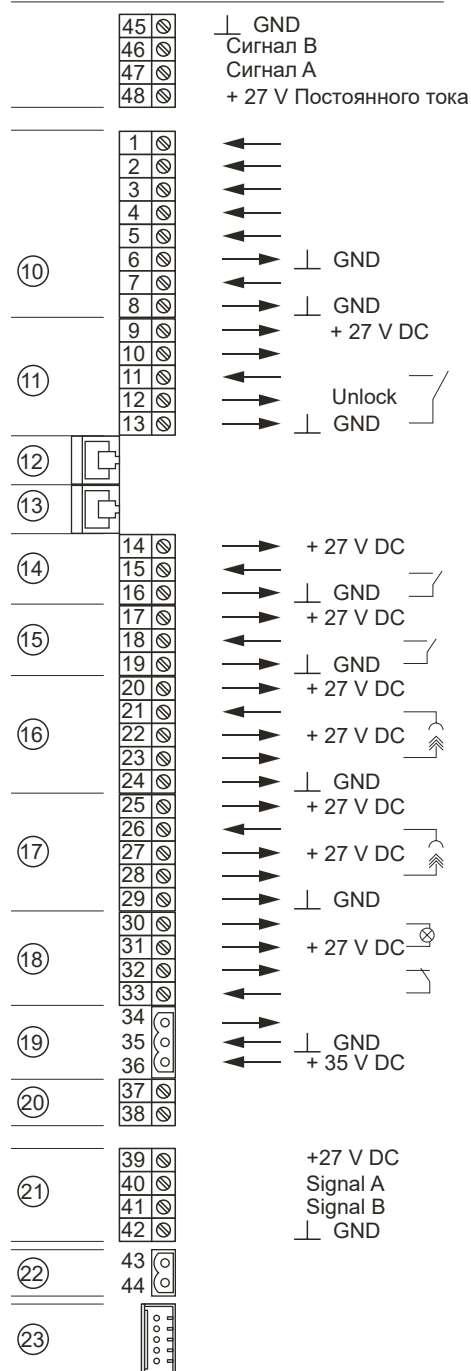 45 ⊥ GND
46 Сигнал B
47 Сигнал A
48 + 27 V Постоянного тока
1
2
3
4
5
6 ⊥ GND
⑩ 7
8 ⊥ GND
9 + 27 V DC
10
⑪ 11
12 Unlock
13 ⊥ GND
⑫
⑬
14 + 27 V DC
⑭ 15
16 ⊥ GND
17 + 27 V DC
⑮ 18
19 ⊥ GND
20 + 27 V DC
21
⑯ 22 + 27 V DC
23
24 ⊥ GND
25 + 27 V DC
26
⑰ 27 + 27 V DC
28
29 ⊥ GND
30
⑱ 31 + 27 V DC
32
33
34
⑲ 35 ⊥ GND
36 + 35 V DC
⑳ 37
38
39 +27 V DC
㉑ 40 Signal A
41 Signal B
42 ⊥ GND
㉒ 43
44
㉓